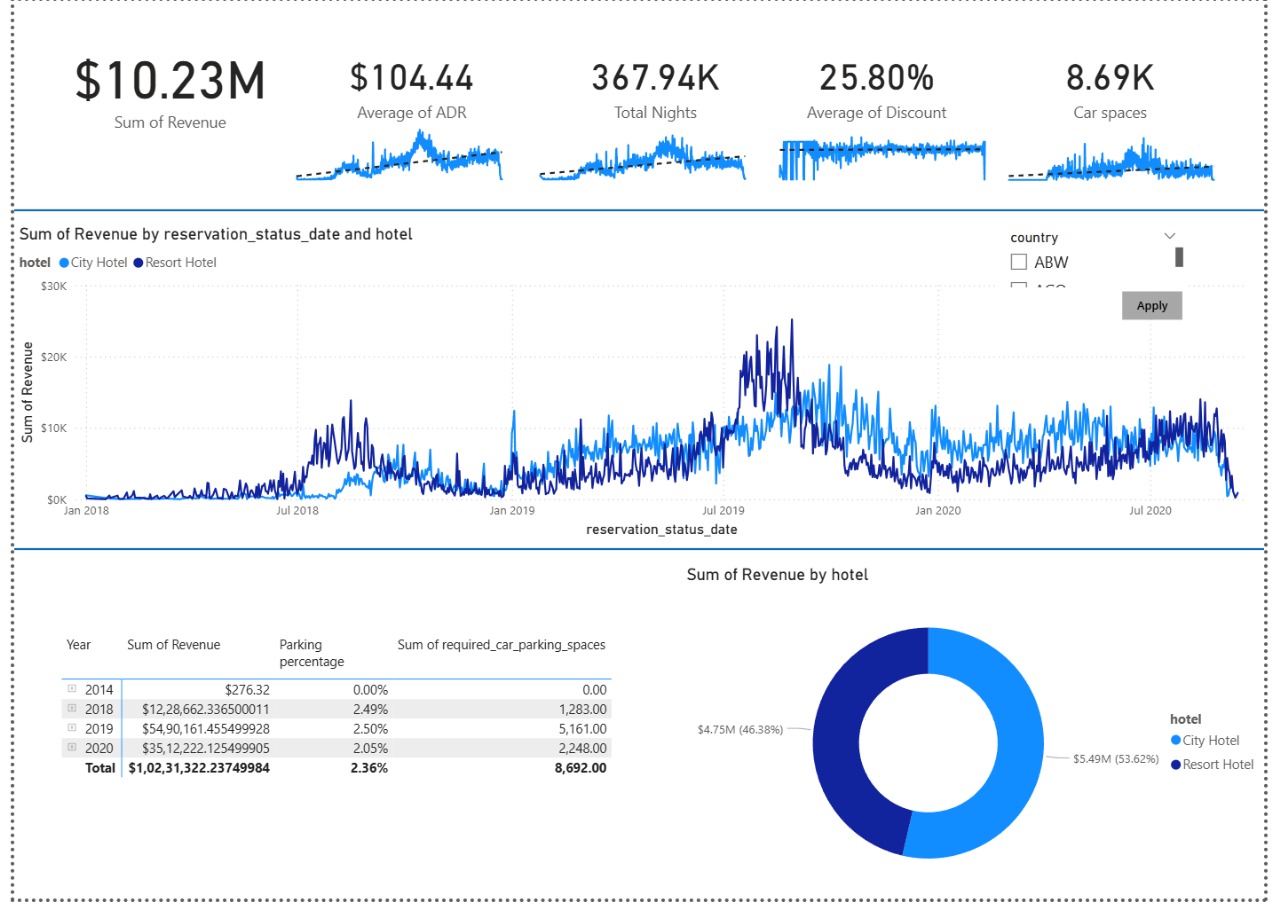 $10.23M
Sum of Revenue
$104.44
Average of ADR
367.94K
Total Nights
25.80%
Average of Discount
8.69K
Car spaces
Sum of Revenue by reservation_status_date and hotel
hotel City Hotel Resort Hotel
country
ABW
Apply
Sum of Revenue
$30K
$20K
$10K
$0K
Jan 2018 Jul 2018 Jan 2019 Jul 2019 Jan 2020 Jul 2020
reservation_status_date
Year Sum of Revenue Parking percentage Sum of required_car_parking_spaces
2014 $276.32 0.00% 0.00
2018 $12,28,662.336500011 2.49% 1,283.00
2019 $54,90,161.455499928 2.50% 5,161.00
2020 $35,12,222.125499905 2.05% 2,248.00
Total $1,02,31,322.23749984 2.36% 8,692.00
Sum of Revenue by hotel
$4.75M (46.38%)
$5.49M (53.62%)
hotel
City Hotel
Resort Hotel